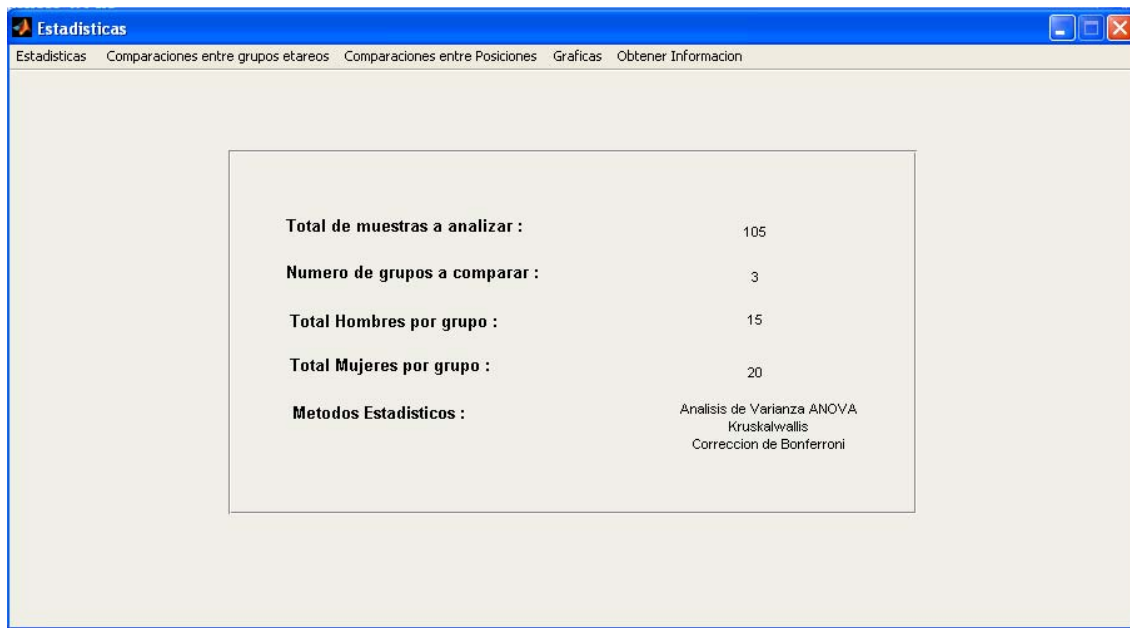 Estadisticas
Estadisticas Comparaciones entre grupos etareos Comparaciones entre Posiciones Graficas Obtener Informacion
Total de muestras a analizar : 105
Numero de grupos a comparar : 3
Total Hombres por grupo : 15
Total Mujeres por grupo : 20
Metodos Estadisticos : Analisis de Varianza ANOVA
Kruskalwallis
Correccion de Bonferroni